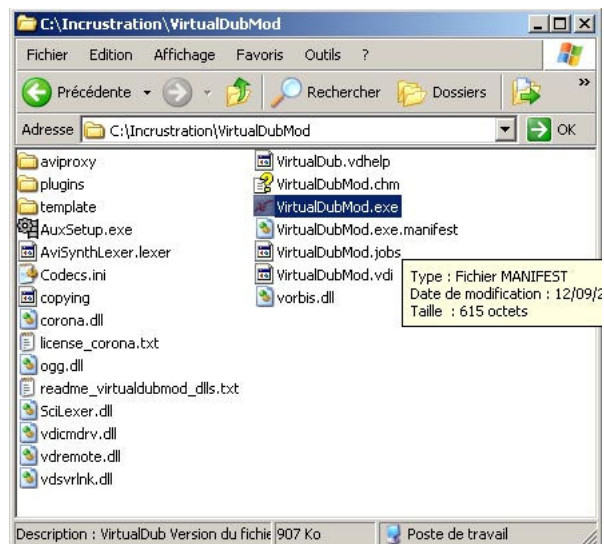 C:\Incrustration\VirtualDubMod
Fichier Edition Affichage Favoris Outils ?
Précédente Rechercher Dossiers »
Adresse C:\Incrustration\VirtualDubMod OK
aviproxy
plugins
template
AuxSetup.exe
AviSynthLexer.lexer
Codecs.ini
copying
corona.dll
license_corona.txt
ogg.dll
readme_virtualdubmod_dlls.txt
SciLexer.dll
vdicmdrv.dll
vdremote.dll
vdsvrlnk.dll
VirtualDub.vdhelp
VirtualDubMod.chm
VirtualDubMod.exe
VirtualDubMod.exe.manifest
VirtualDubMod.jobs
VirtualDubMod.vdi
vorbis.dll
Type : Fichier MANIFEST
Date de modification : 12/09/2
Taille : 615 octets
Description : VirtualDub Version du fichie 907 Ko Poste de travail